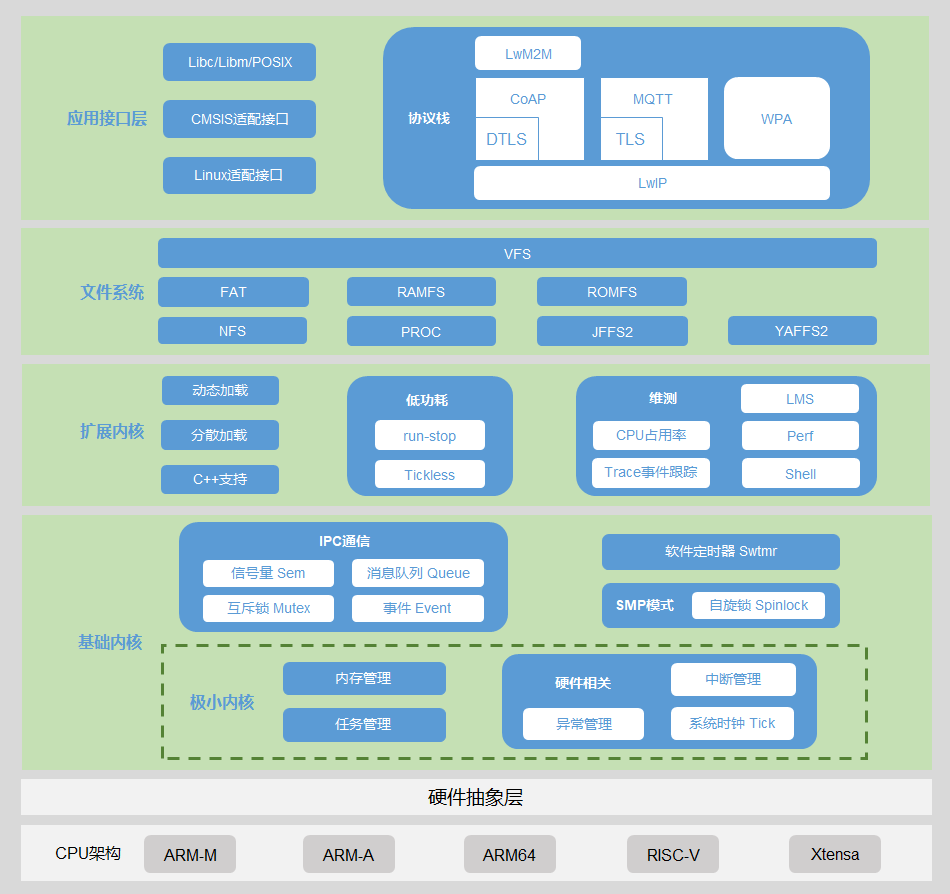 应用接口层
Libc/Libm/POSIX
CMSIS适配接口
Linux适配接口
协议栈
LwM2M
CoAP
DTLS
MQTT
TLS
WPA
LwIP
文件系统
VFS
FAT
RAMFS
ROMFS
NFS
PROC
JFFS2
YAFFS2
扩展内核
动态加载
分散加载
C++支持
低功耗
run-stop
Tickless
维测
LMS
CPU占用率
Perf
Trace事件跟踪
Shell
基础内核
IPC通信
信号量 Sem
消息队列 Queue
互斥锁 Mutex
事件 Event
软件定时器 Swtmr
SMP模式
自旋锁 Spinlock
极小内核
内存管理
任务管理
硬件相关
中断管理
异常管理
系统时钟 Tick
硬件抽象层
CPU架构
ARM-M
ARM-A
ARM64
RISC-V
Xtensa